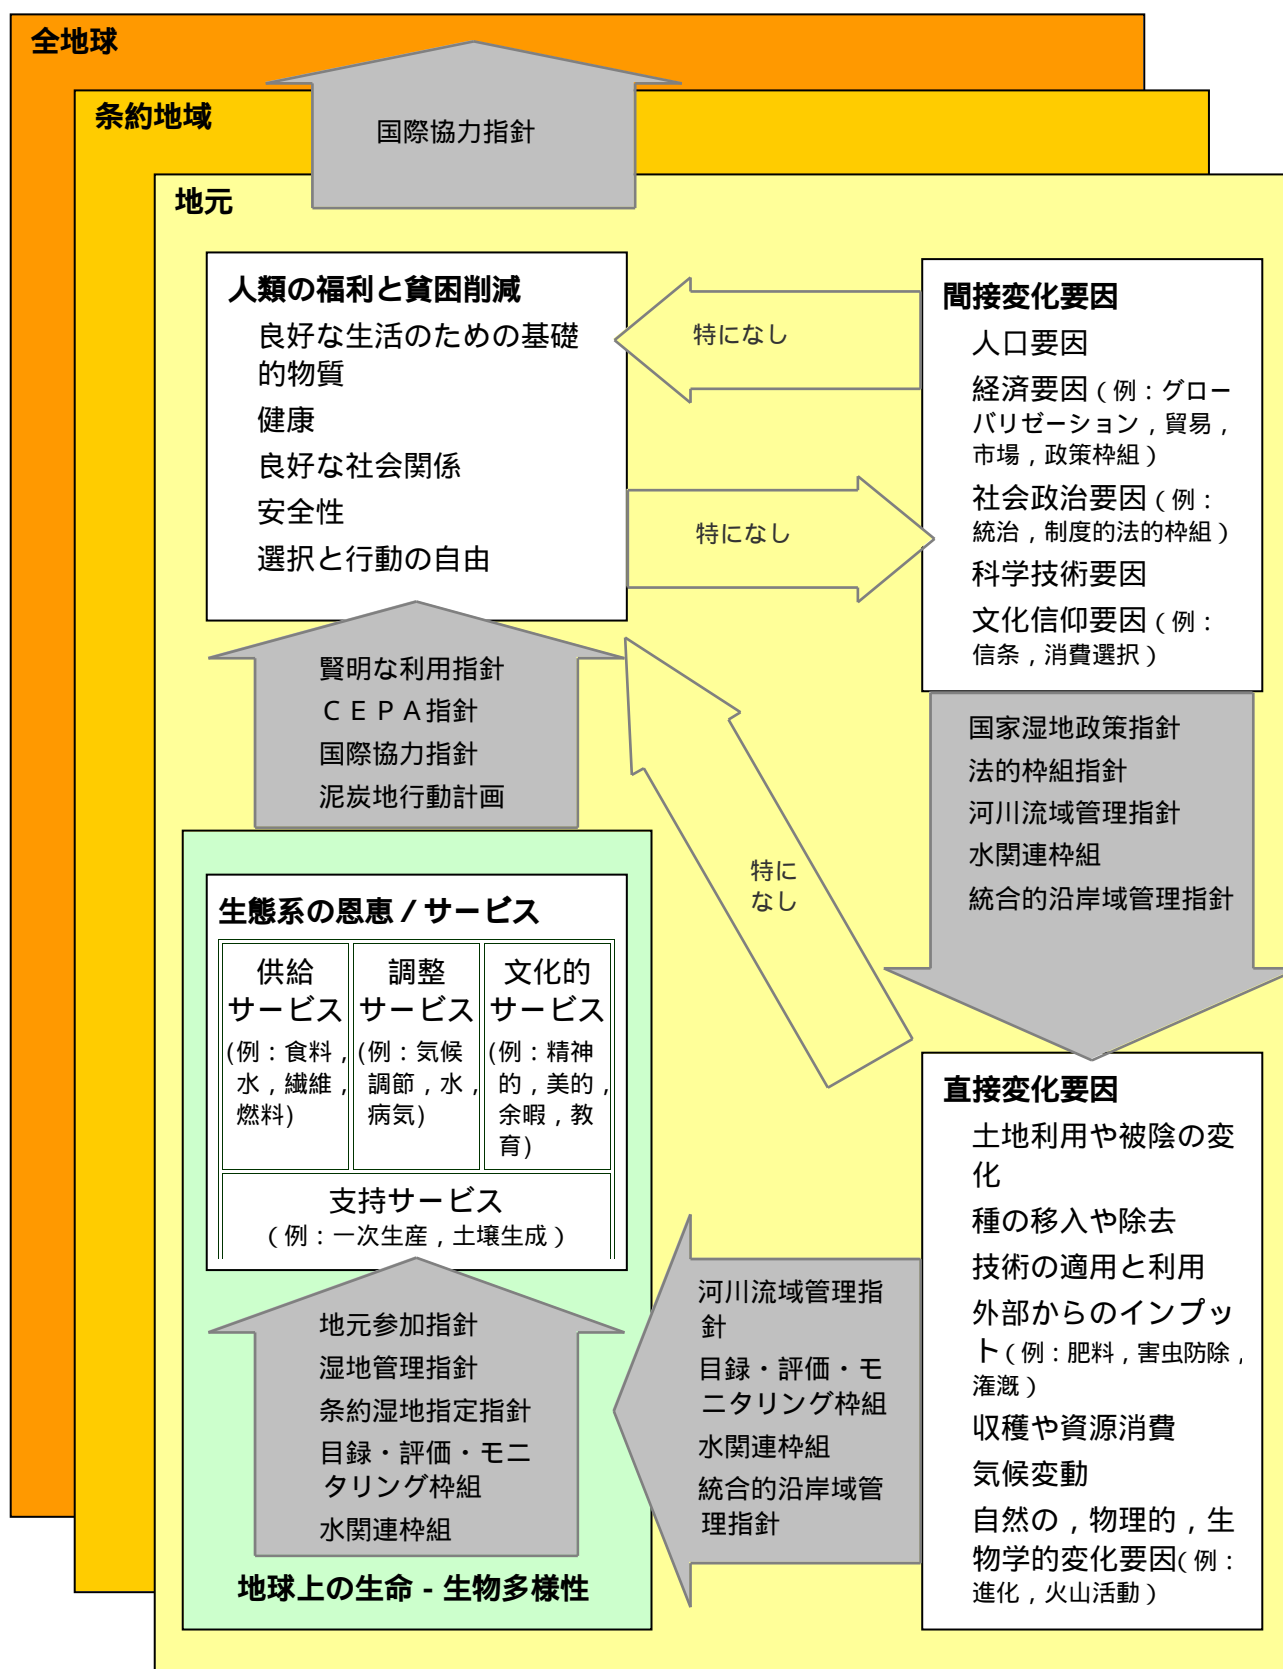 全地球
国際協力指針
条約地域
地元
人類の福利と貧困削減
良好な生活のための基礎
的物質
健康
良好な社会関係
安全性
選択と行動の自由
特になし
特になし
間接変化要因
人口要因
経済要因（例：グロー
バリゼーション，貿易，
市場，政策枠組）
社会政治要因（例：
統治，制度的法的枠組）
科学技術要因
文化信仰要因（例：
信条，消費選択）
賢明な利用指針
ＣＥＰＡ指針
国際協力指針
泥炭地行動計画
特に
なし
国家湿地政策指針
法的枠組指針
河川流域管理指針
水関連枠組
統合的沿岸域管理指針
生態系の恩恵／サービス
供給
サービス
(例：食料，
水，繊維，
燃料)
調整
サービス
(例：気候
調節，水，
病気)
文化的
サービス
(例：精神
的，美的，
余暇，教
育)
支持サービス
（例：一次生産，土壌生成）
地元参加指針
湿地管理指針
条約湿地指定指針
目録・評価・モニ
タリング枠組
水関連枠組
地球上の生命－生物多様性
河川流域管理指
針
目録・評価・モ
ニタリング枠組
水関連枠組
統合的沿岸域管
理指針
直接変化要因
土地利用や被陰の変
化
種の移入や除去
技術の適用と利用
外部からのインプッ
ト（例：肥料，害虫防除，
潅漑）
収穫や資源消費
気候変動
自然の，物理的，生
物学的変化要因(例：
進化，火山活動）